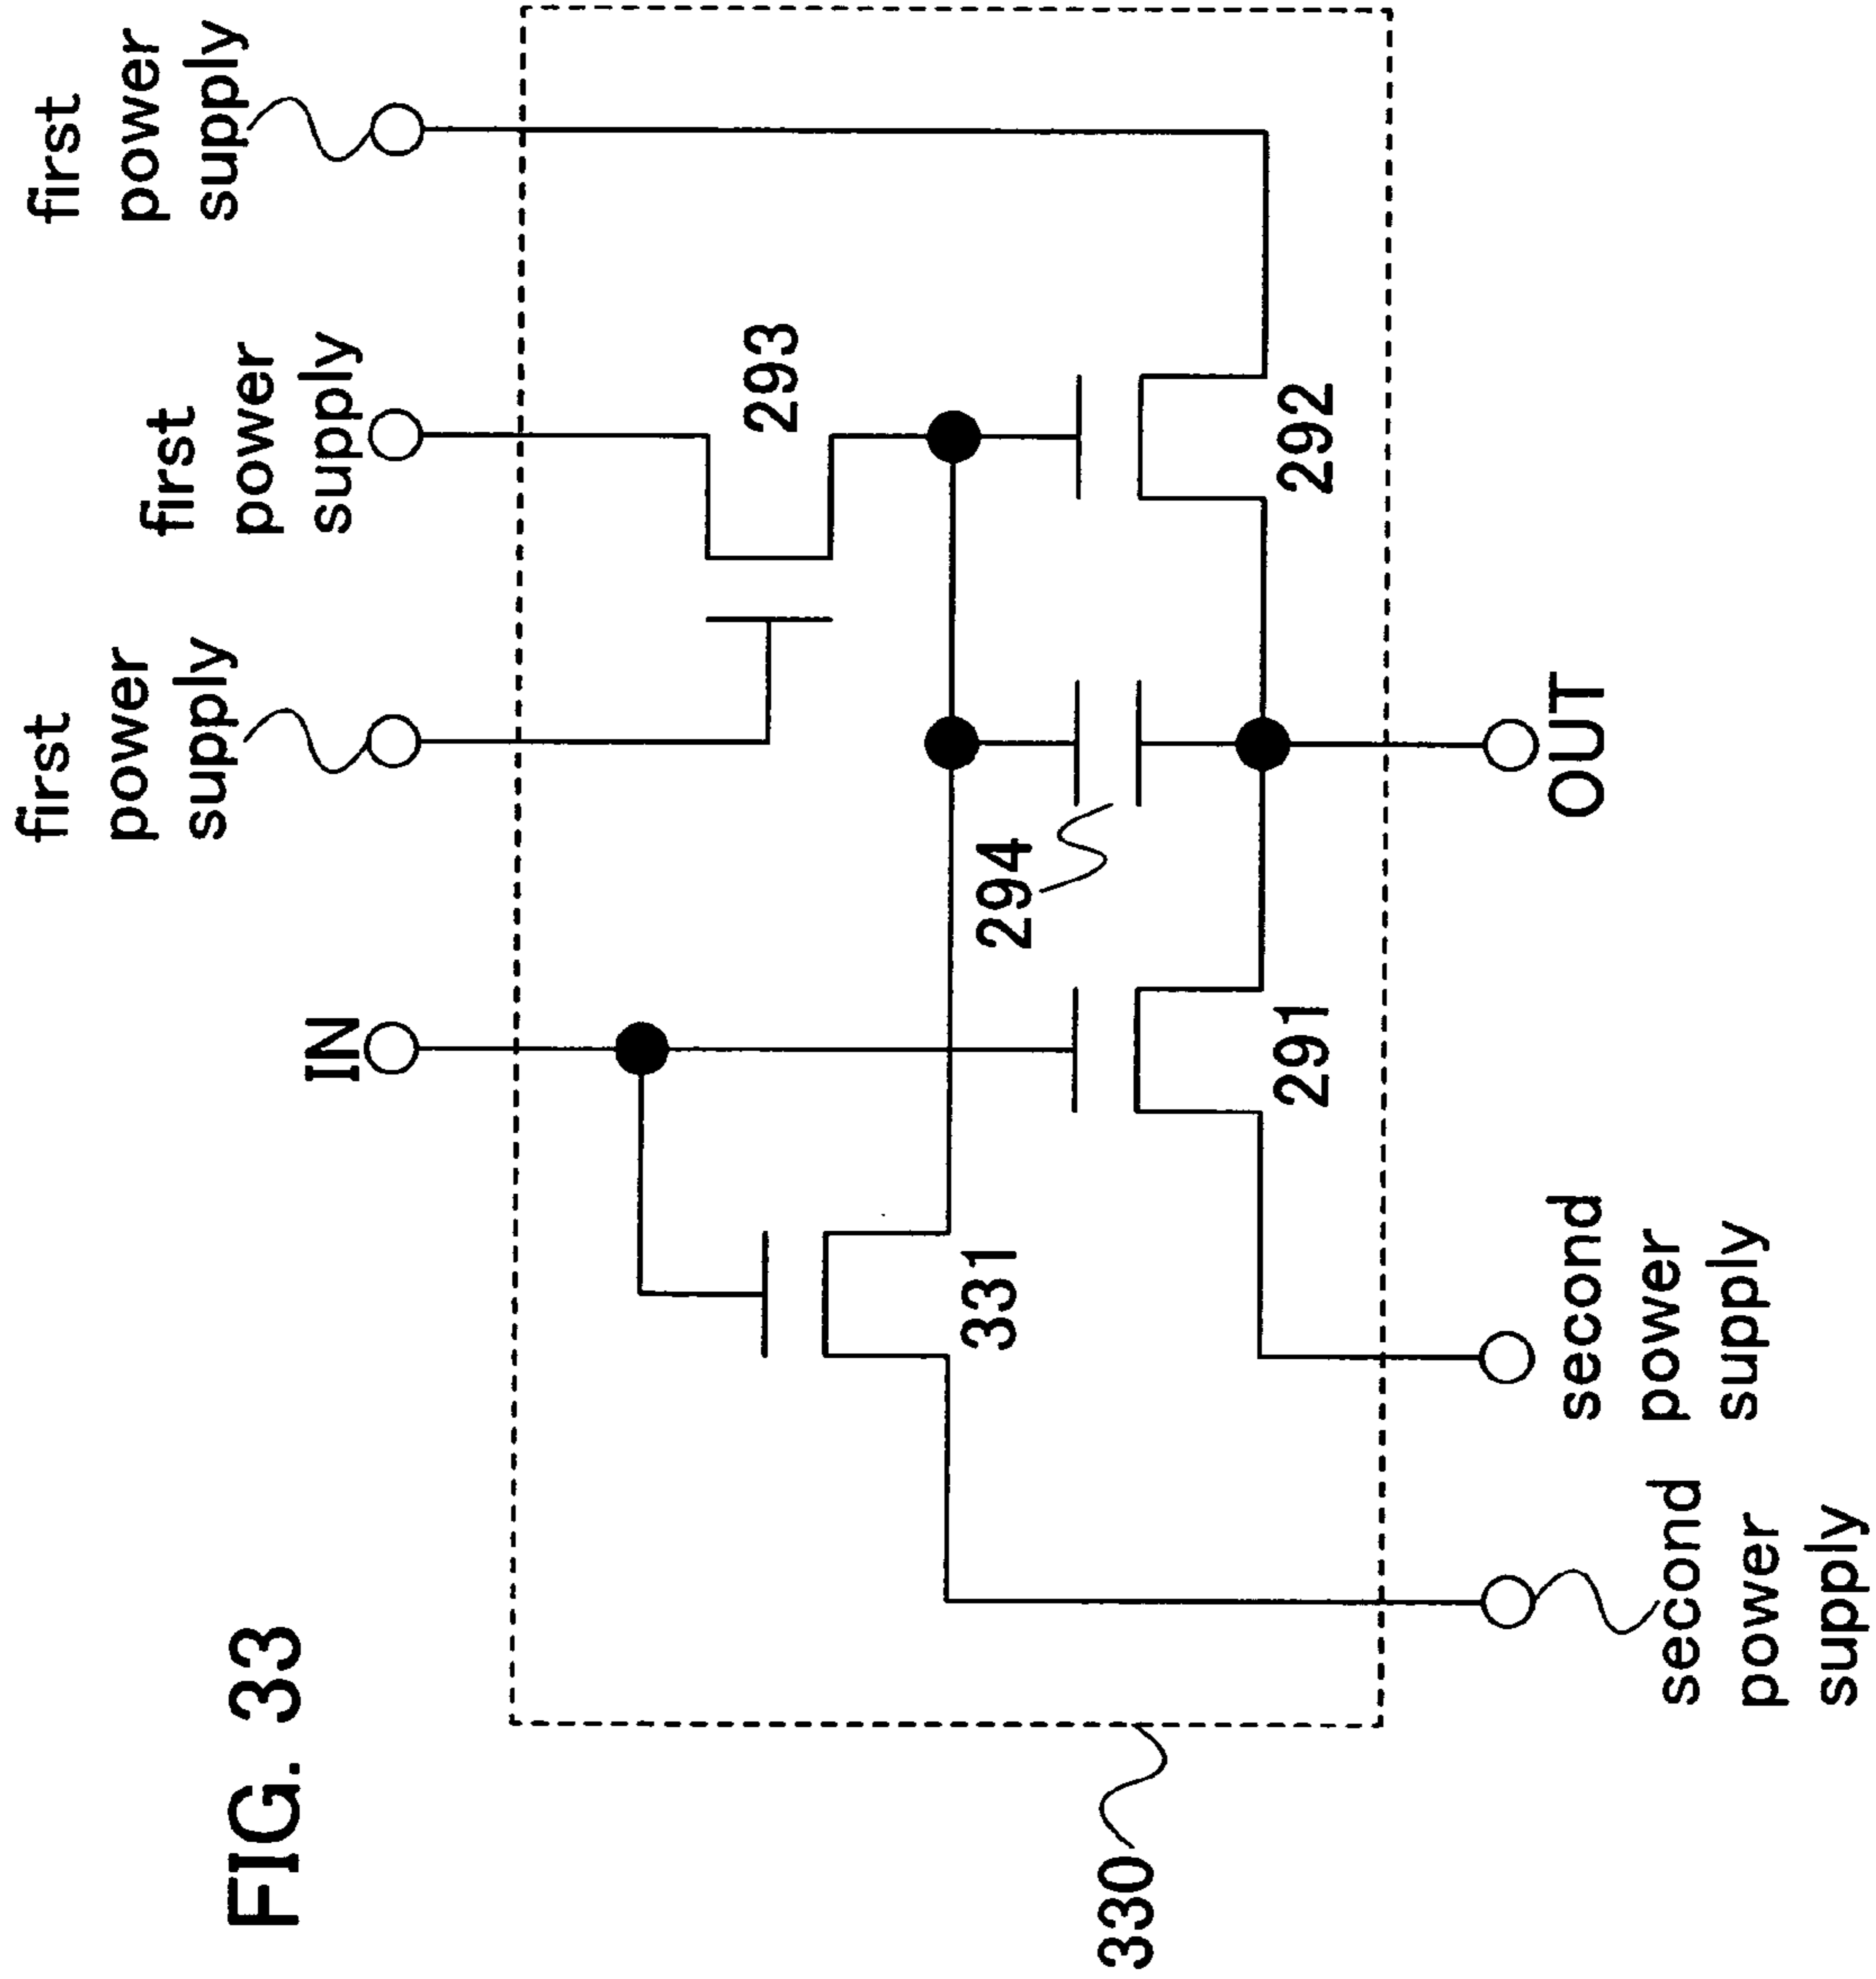 FIG. 33
IN
first
power
supply
first
power
supply
first
power
supply
293
294
331
291
292
330
second
power
supply
second
power
supply
OUT